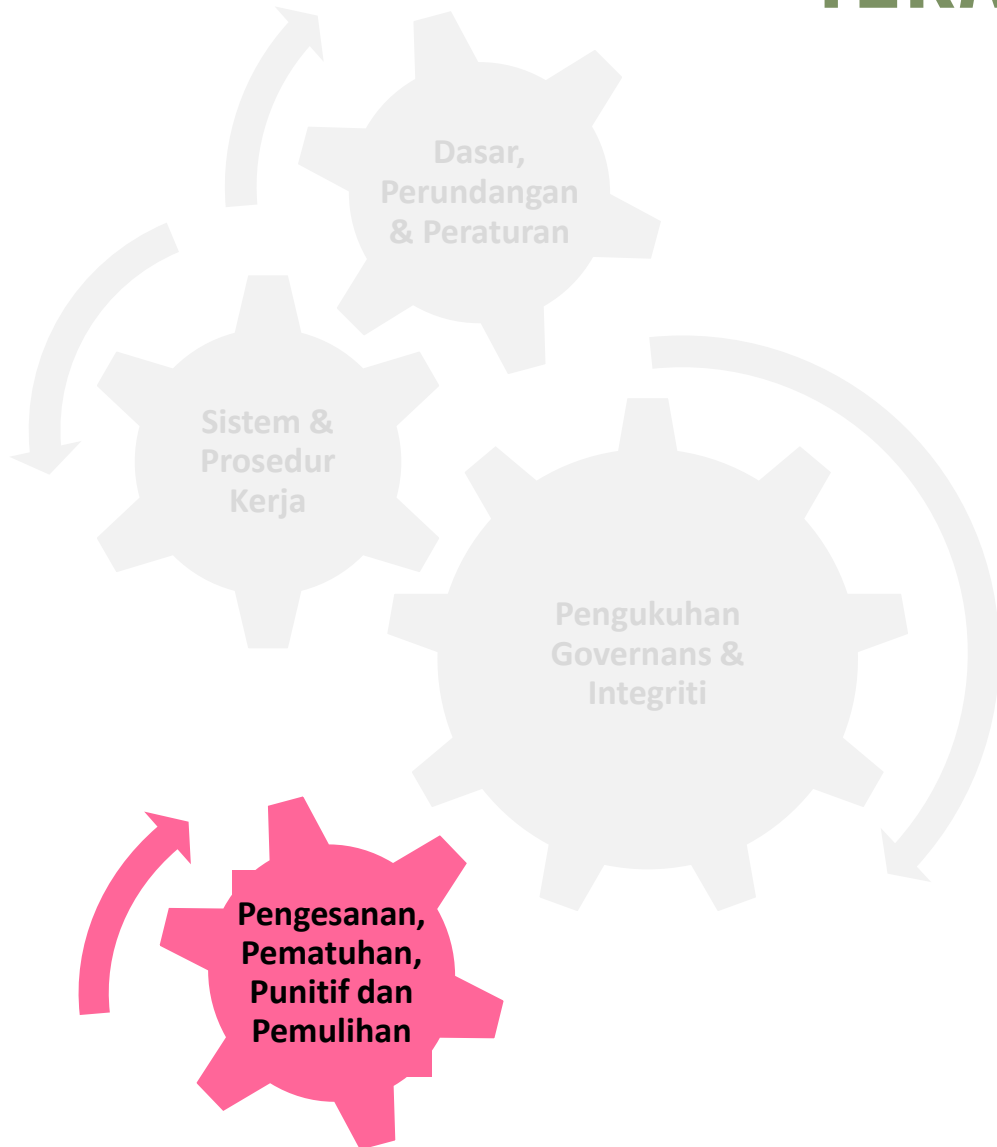 Dasar,
Perundangan
& Peraturan
Sistem &
Prosedur
Kerja
Pengukuhan
Governans &
Integriti
Pengesanan,
Pematuhan,
Punitif dan
Pemulihan